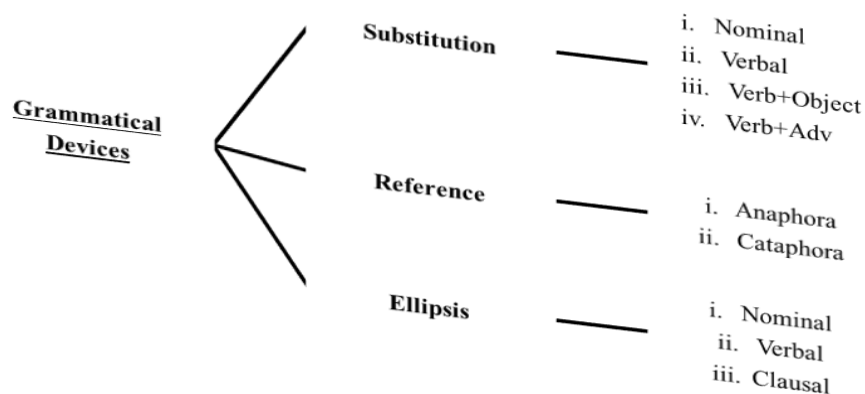 Grammatical
Devices
Substitution
i. Nominal
ii. Verbal
iii. Verb+Object
iv. Verb+Adv
Reference
i. Anaphora
ii. Cataphora
Ellipsis
i. Nominal
ii. Verbal
iii. Clausal